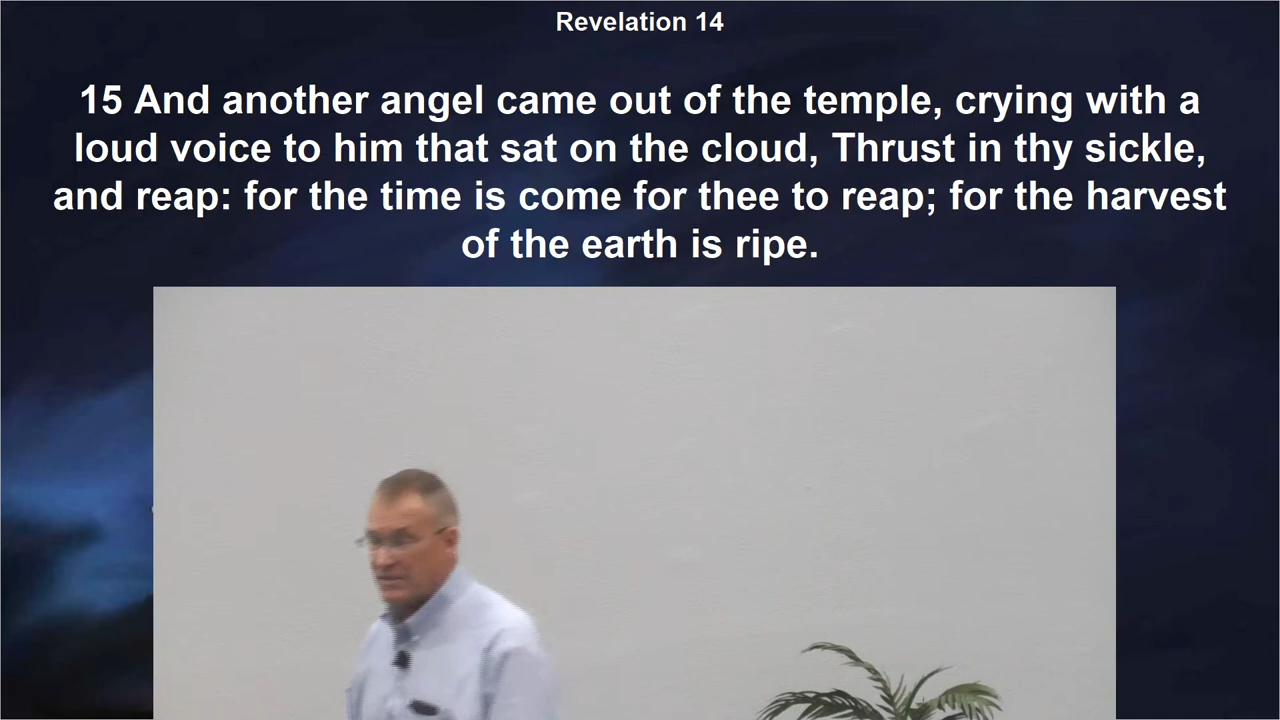 Revelation 14
15 And another angel came out of the temple, crying with a
loud voice to him that sat on the cloud, Thrust in thy sickle,
and reap: for the time is come for thee to reap; for the harvest
of the earth is ripe.